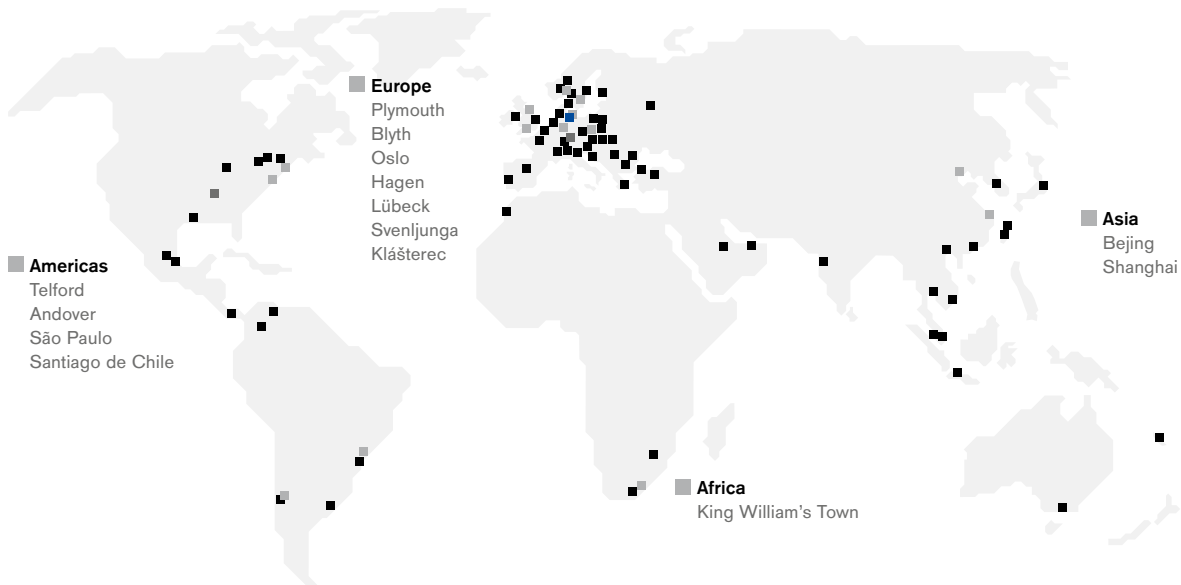 Europe
Plymouth
Blyth
Oslo
Hagen
Lübeck
Svenljunga
Klášterec
Americas
Telford
Andover
São Paulo
Santiago de Chile
Asia
Bejing
Shanghai
Africa
King William's Town